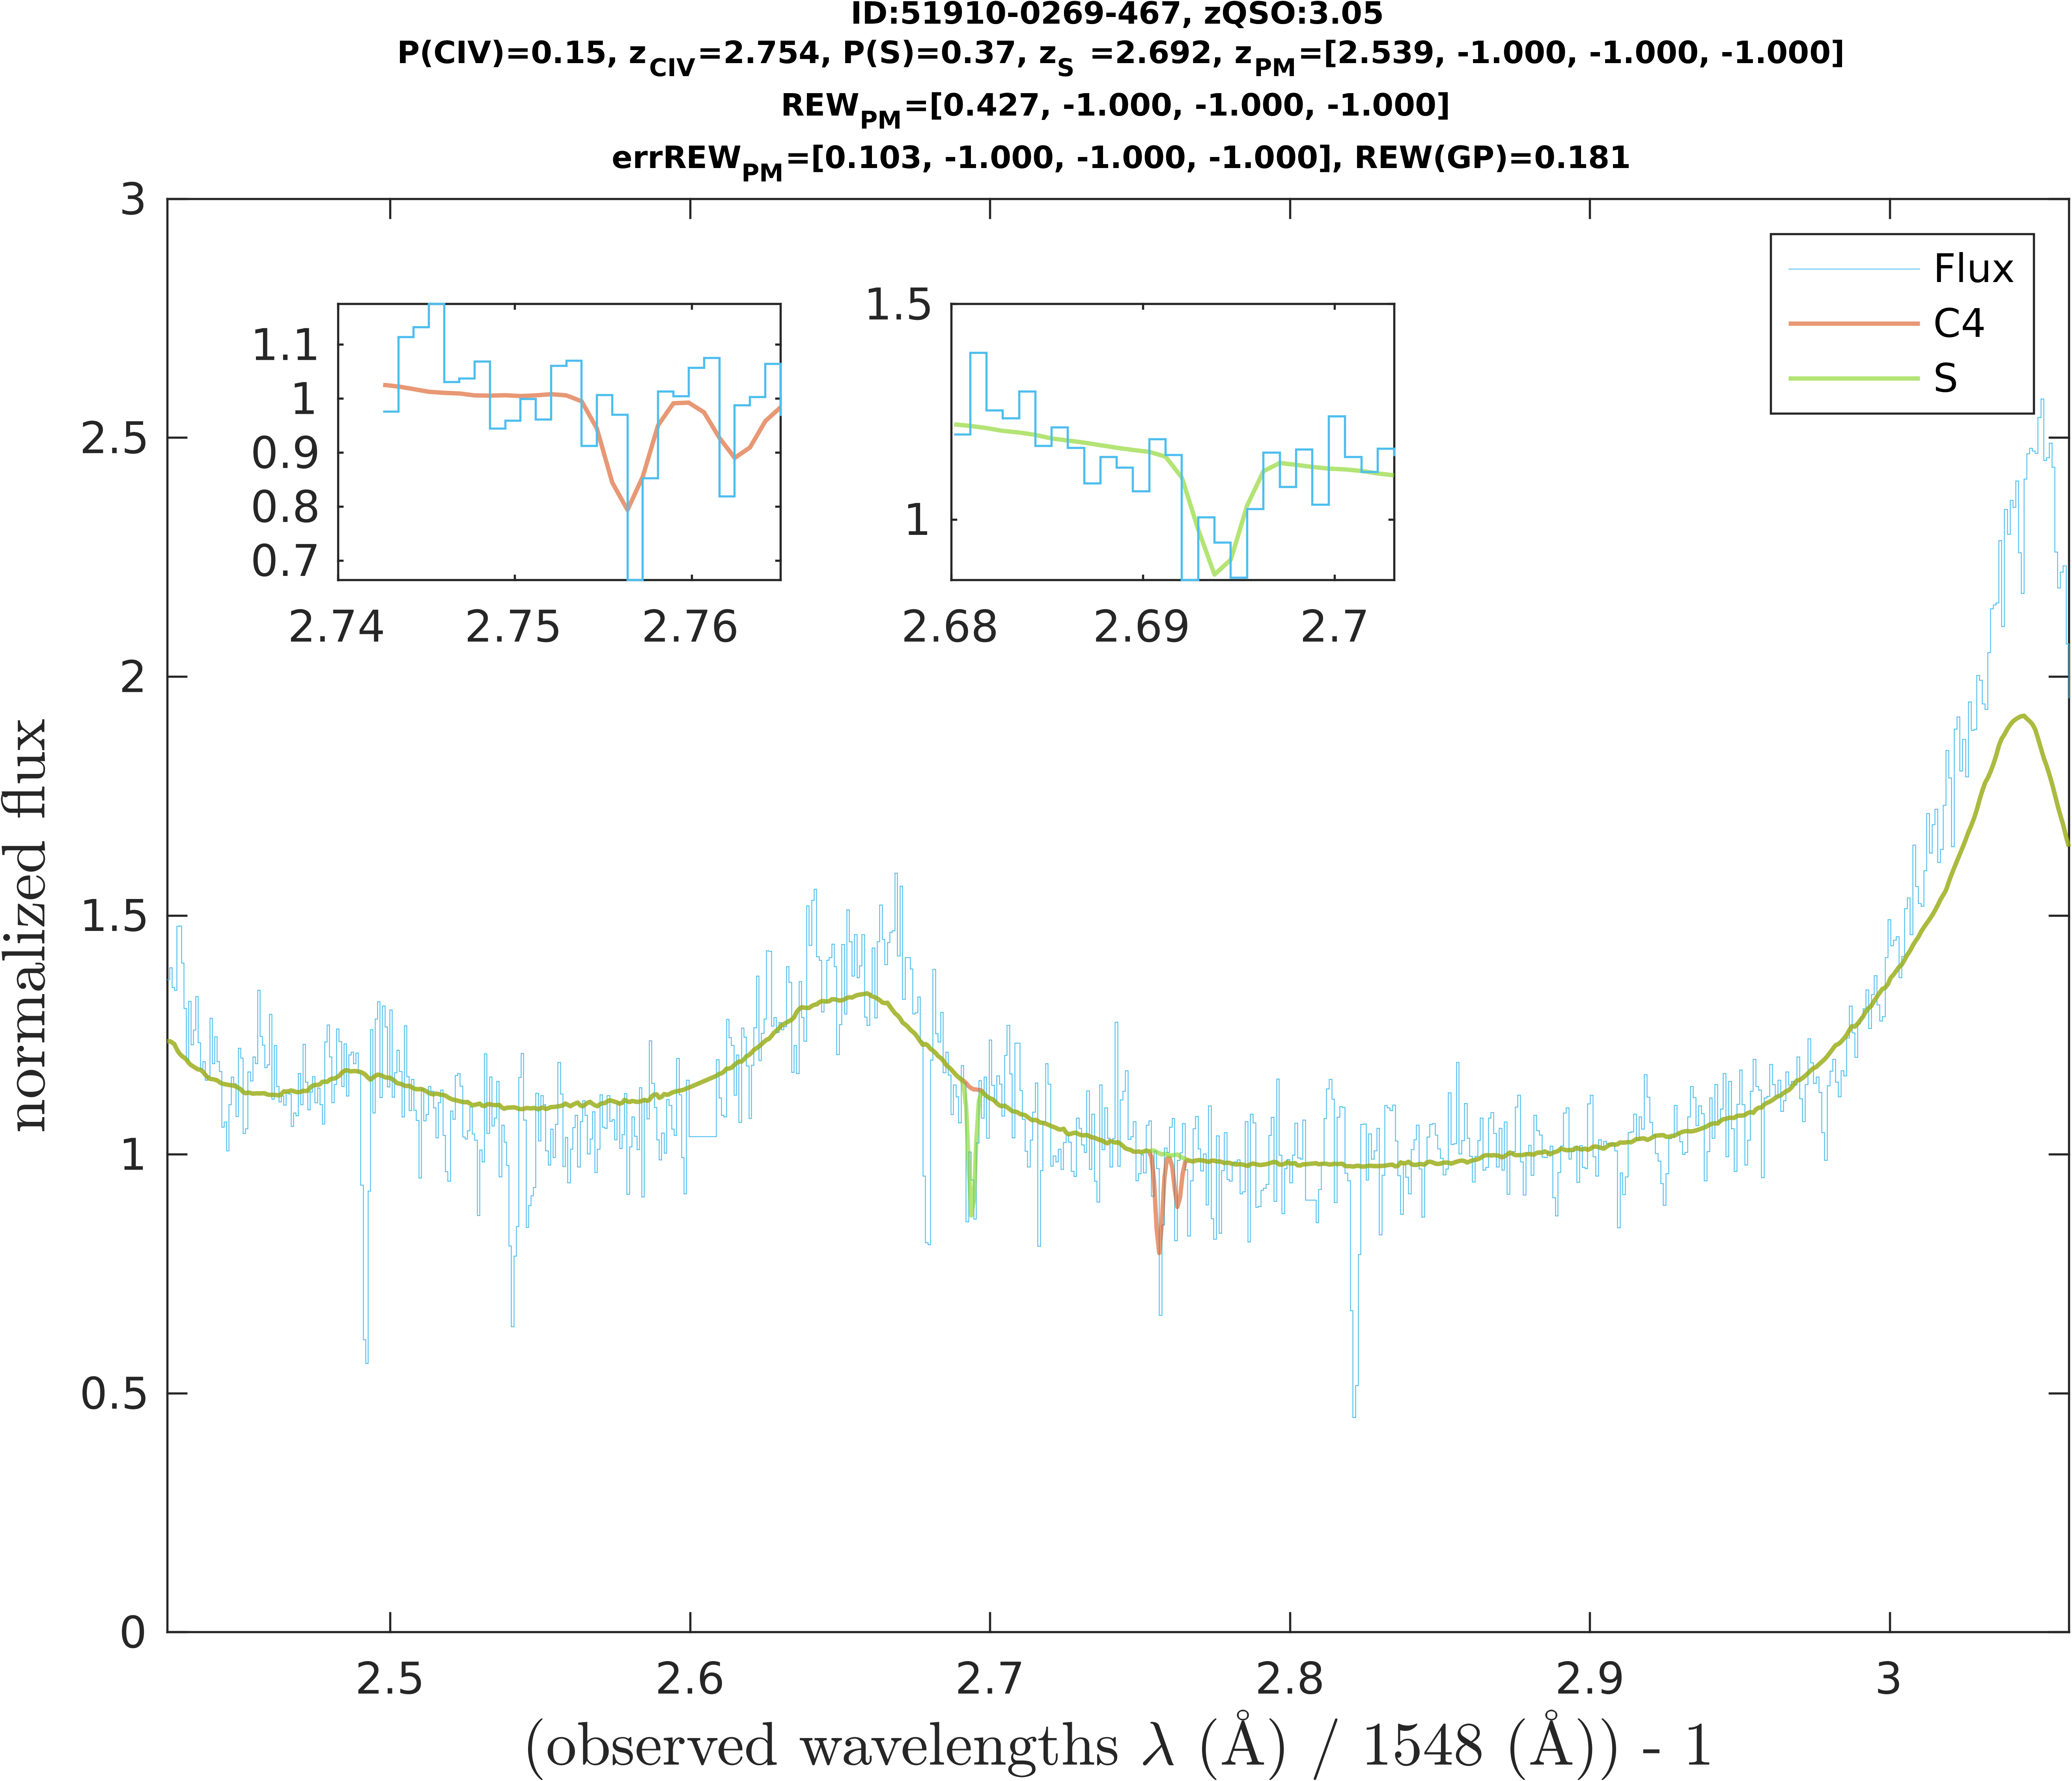 ID:51910-0269-467, zQSO:3.05
P(CIV)=0.15, zCIV=2.754, P(S)=0.37, zS =2.692, zPM=[2.539, -1.000, -1.000, -1.000]
REWPM=[0.427, -1.000, -1.000, -1.000]
errREWPM=[0.103, -1.000, -1.000, -1.000], REW(GP)=0.181
3
2.5
2
1.5
1
0.5
0
normalized flux
1.1
1
0.9
0.8
0.7
2.74 2.75 2.76
1.5
1
2.68 2.69 2.7
Flux
C4
S
2.5 2.6 2.7 2.8 2.9 3
(observed wavelengths λ (Å) / 1548 (Å)) - 1